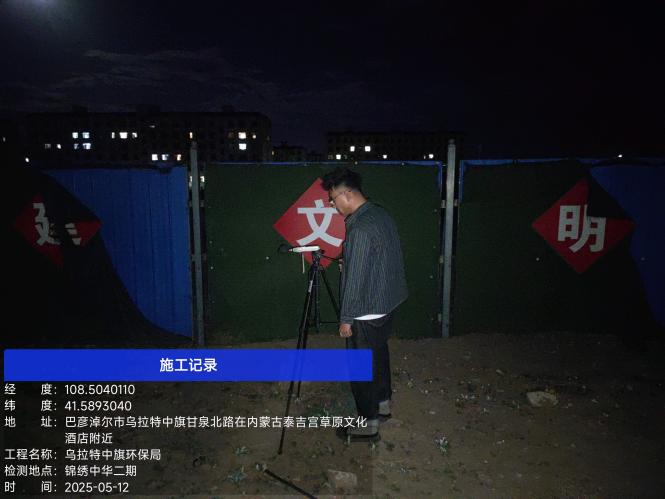 建
文
明
施工记录
经 度：108.5040110
纬 度：41.5893040
地 址：巴彦淖尔市乌拉特中旗甘泉北路在内蒙古泰吉宫草原文化
酒店附近
工程名称：乌拉特中旗环保局
检测地点：锦绣中华二期
时 间：2025-05-12